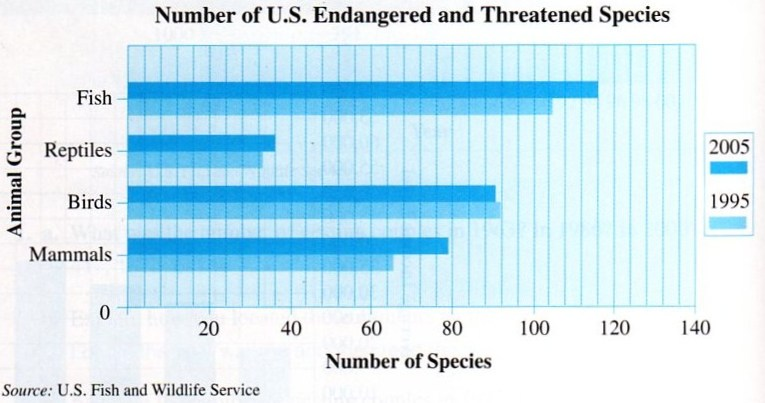 Number of U.S. Endangered and Threatened Species
Animal Group
Fish
Reptiles
Birds
Mammals
0
20 40 60 80 100 120 140
Number of Species
2005
1995
Source: U.S. Fish and Wildlife Service